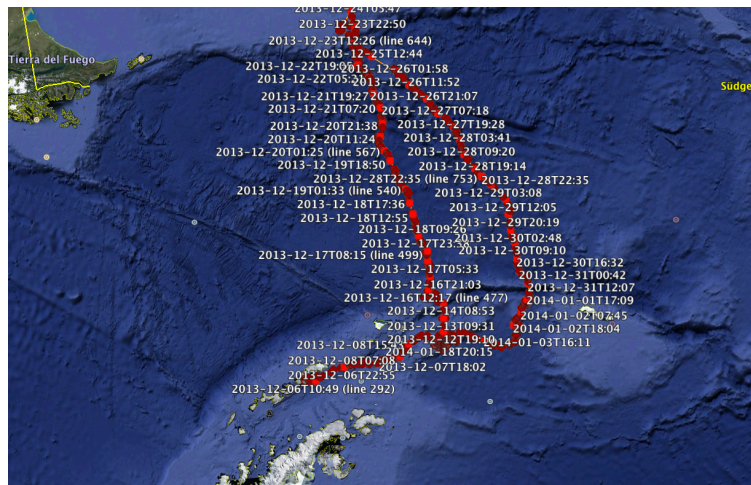 2013-12-24T05:47
2013-12-23T22:50
2013-12-23T12:26 (line 644)
2013-12-25T12:44
2013-12-22T19:05
2013-12-26T01:58
2013-12-22T05:21
2013-12-26T11:52
2013-12-21T19:27
2013-12-26T21:07
2013-12-21T07:20
2013-12-27T07:18
2013-12-20T21:38
2013-12-27T19:28
2013-12-20T11:24
2013-12-28T03:41
2013-12-20T01:25 (line 567)
2013-12-28T09:20
2013-12-19T18:50
2013-12-28T19:14
2013-12-28T22:35 (line 753)
2013-12-28T22:35
2013-12-19T01:33 (line 540)
2013-12-29T03:08
2013-12-18T17:36
2013-12-29T12:05
2013-12-18T12:55
2013-12-29T20:19
2013-12-18T09:26
2013-12-30T02:48
2013-12-17T23:58
2013-12-30T09:10
2013-12-17T08:15 (line 499)
2013-12-30T16:32
2013-12-17T05:33
2013-12-31T00:42
2013-12-16T21:03
2013-12-31T12:07
2013-12-16T12:17 (line 477)
2014-01-01T17:09
2013-12-14T08:53
2014-01-02T07:45
2013-12-13T09:31
2014-01-02T18:04
2013-12-12T19:10
2014-01-03T16:11
2013-12-08T15
2014-01-18T20:15
2013-12-08T07:08
2013-12-07T18:02
2013-12-06T22:55
2013-12-06T10:49 (line 292)
Tierra del Fuego
Südge